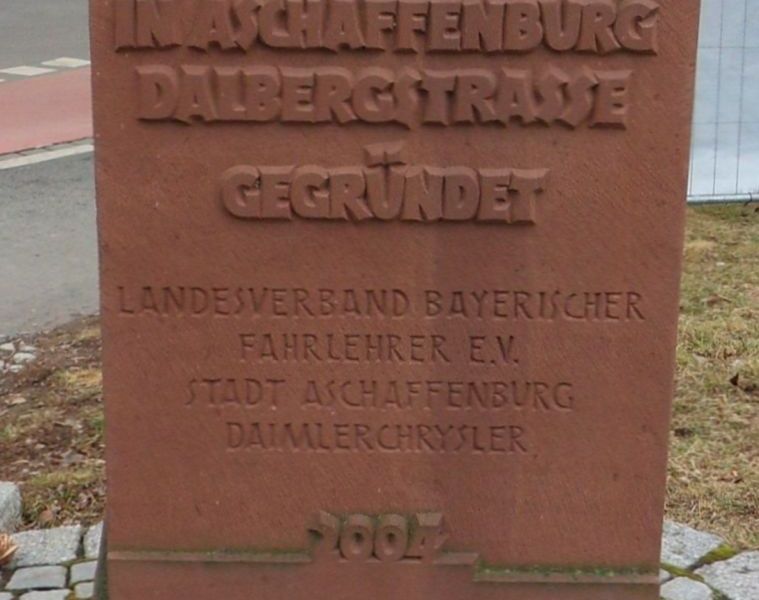 IN ASCHAFFENBURG
DALBERGSTRASSE
GEGRÜNDET
LANDESVERBAND BAYERISCHER
FAHRLEHRER E.V.
STADT ASCHAFFENBURG
DAIMLERCHRYSLER
2004